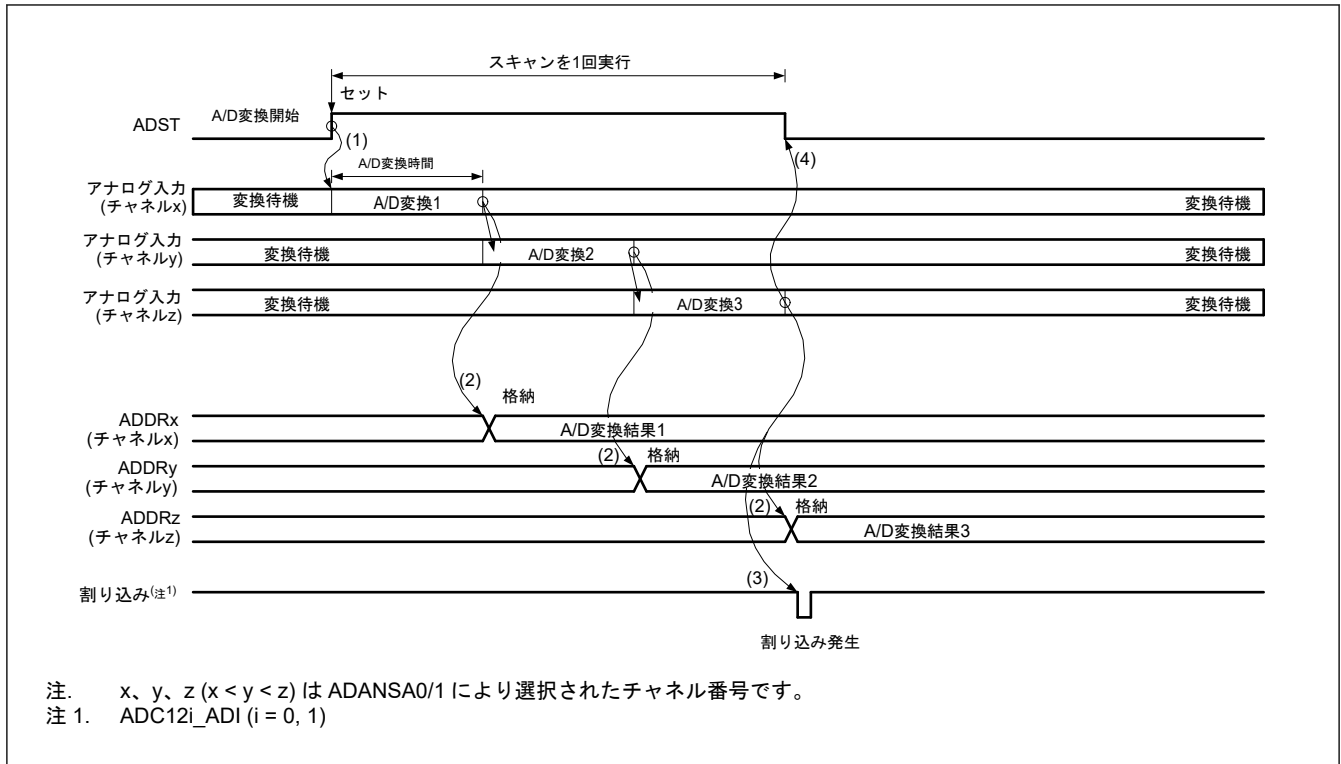 スキャンを1回実行
セット
ADST
A/D変換開始
(1)
(4)
A/D変換時間
アナログ入力
(チャネルx)
変換待機
A/D変換1
変換待機
アナログ入力
(チャネルy)
変換待機
A/D変換2
変換待機
アナログ入力
(チャネルz)
変換待機
A/D変換3
変換待機
(2)
格納
ADDRx
(チャネルx)
A/D変換結果1
(2)
格納
ADDRy
(チャネルy)
A/D変換結果2
(2)
格納
ADDRz
(チャネルz)
A/D変換結果3
(3)
割り込み(注1)
割り込み発生
注. x、y、z (x < y < z) は ADANSA0/1 により選択されたチャネル番号です。
注 1. ADC12i_ADI (i = 0, 1)